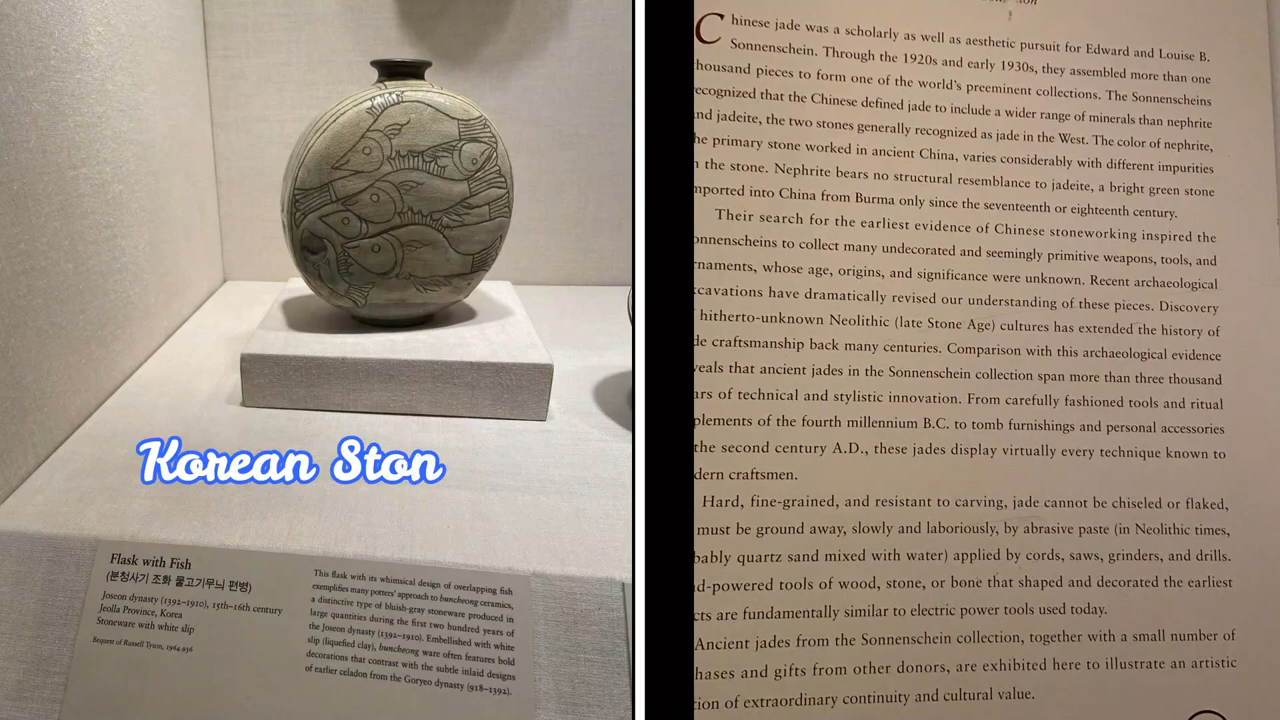 Korean Ston
Flask with Fish
(분청사기 조화 물고기무늬 편병)
Joseon dynasty (1392–1910), 15th–16th century
Jeolla Province, Korea
Stoneware with white slip
Bequest of Russell Tyson, 1964.936
This flask with its whimsical design of overlapping fish
exemplifies many potters' approach to buncheong ceramics,
a distinctive type of bluish-gray stoneware produced in
large quantities during the first two hundred years of
the Joseon dynasty (1392–1910). Embellished with white
slip (liquefied clay), buncheong ware often features bold
decorations that contrast with the subtle inlaid designs
of earlier celadon from the Goryeo dynasty (918–1392).
Chinese jade was a scholarly as well as aesthetic pursuit for Edward and Louise B.
Sonnenschein. Through the 1920s and early 1930s, they assembled more than one
thousand pieces to form one of the world's preeminent collections. The Sonnenscheins
ecognized that the Chinese defined jade to include a wider range of minerals than nephrite
nd jadeite, the two stones generally recognized as jade in the West. The color of nephrite,
he primary stone worked in ancient China, varies considerably with different impurities
n the stone. Nephrite bears no structural resemblance to jadeite, a bright green stone
mported into China from Burma only since the seventeenth or eighteenth century.
Their search for the earliest evidence of Chinese stoneworking inspired the
onnenscheins to collect many undecorated and seemingly primitive weapons, tools, and
rnaments, whose age, origins, and significance were unknown. Recent archaeological
xcavations have dramatically revised our understanding of these pieces. Discovery
hitherto-unknown Neolithic (late Stone Age) cultures has extended the history of
de craftsmanship back many centuries. Comparison with this archaeological evidence
veals that ancient jades in the Sonnenschein collection span more than three thousand
ars of technical and stylistic innovation. From carefully fashioned tools and ritual
plements of the fourth millennium B.C. to tomb furnishings and personal accessories
the second century A.D., these jades display virtually every technique known to
dern craftsmen.
Hard, fine-grained, and resistant to carving, jade cannot be chiseled or flaked,
must be ground away, slowly and laboriously, by abrasive paste (in Neolithic times,
bably quartz sand mixed with water) applied by cords, saws, grinders, and drills.
d-powered tools of wood, stone, or bone that shaped and decorated the earliest
cts are fundamentally similar to electric power tools used today.
Ancient jades from the Sonnenschein collection, together with a small number of
hases and gifts from other donors, are exhibited here to illustrate an artistic
ion of extraordinary continuity and cultural value.